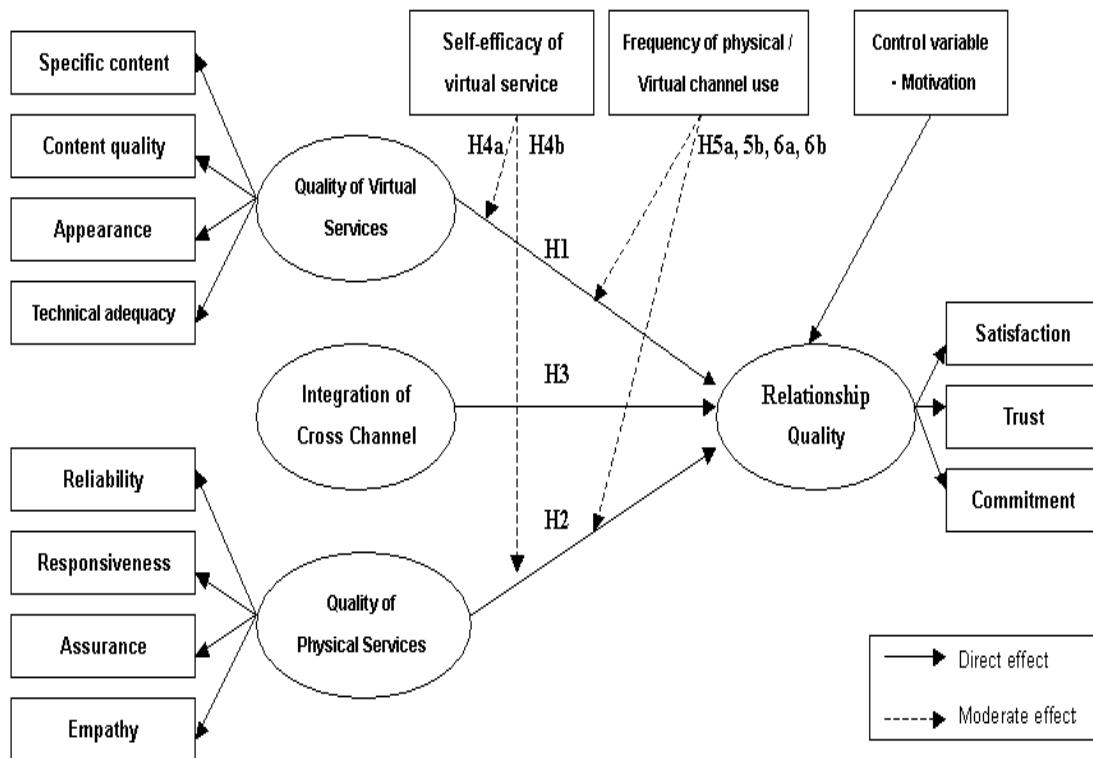 Specific content
Content quality
Appearance
Technical adequacy
Self-efficacy of
virtual service
Frequency of physical /
Virtual channel use
Control variable
- Motivation
H4a
H4b
H5a, 5b, 6a, 6b
Quality of Virtual
Services
H1
Integration of
Cross Channel
H3
Relationship
Quality
Satisfaction
Trust
Commitment
Reliability
Responsiveness
Assurance
Empathy
Quality of
Physical Services
H2
Direct effect
Moderate effect